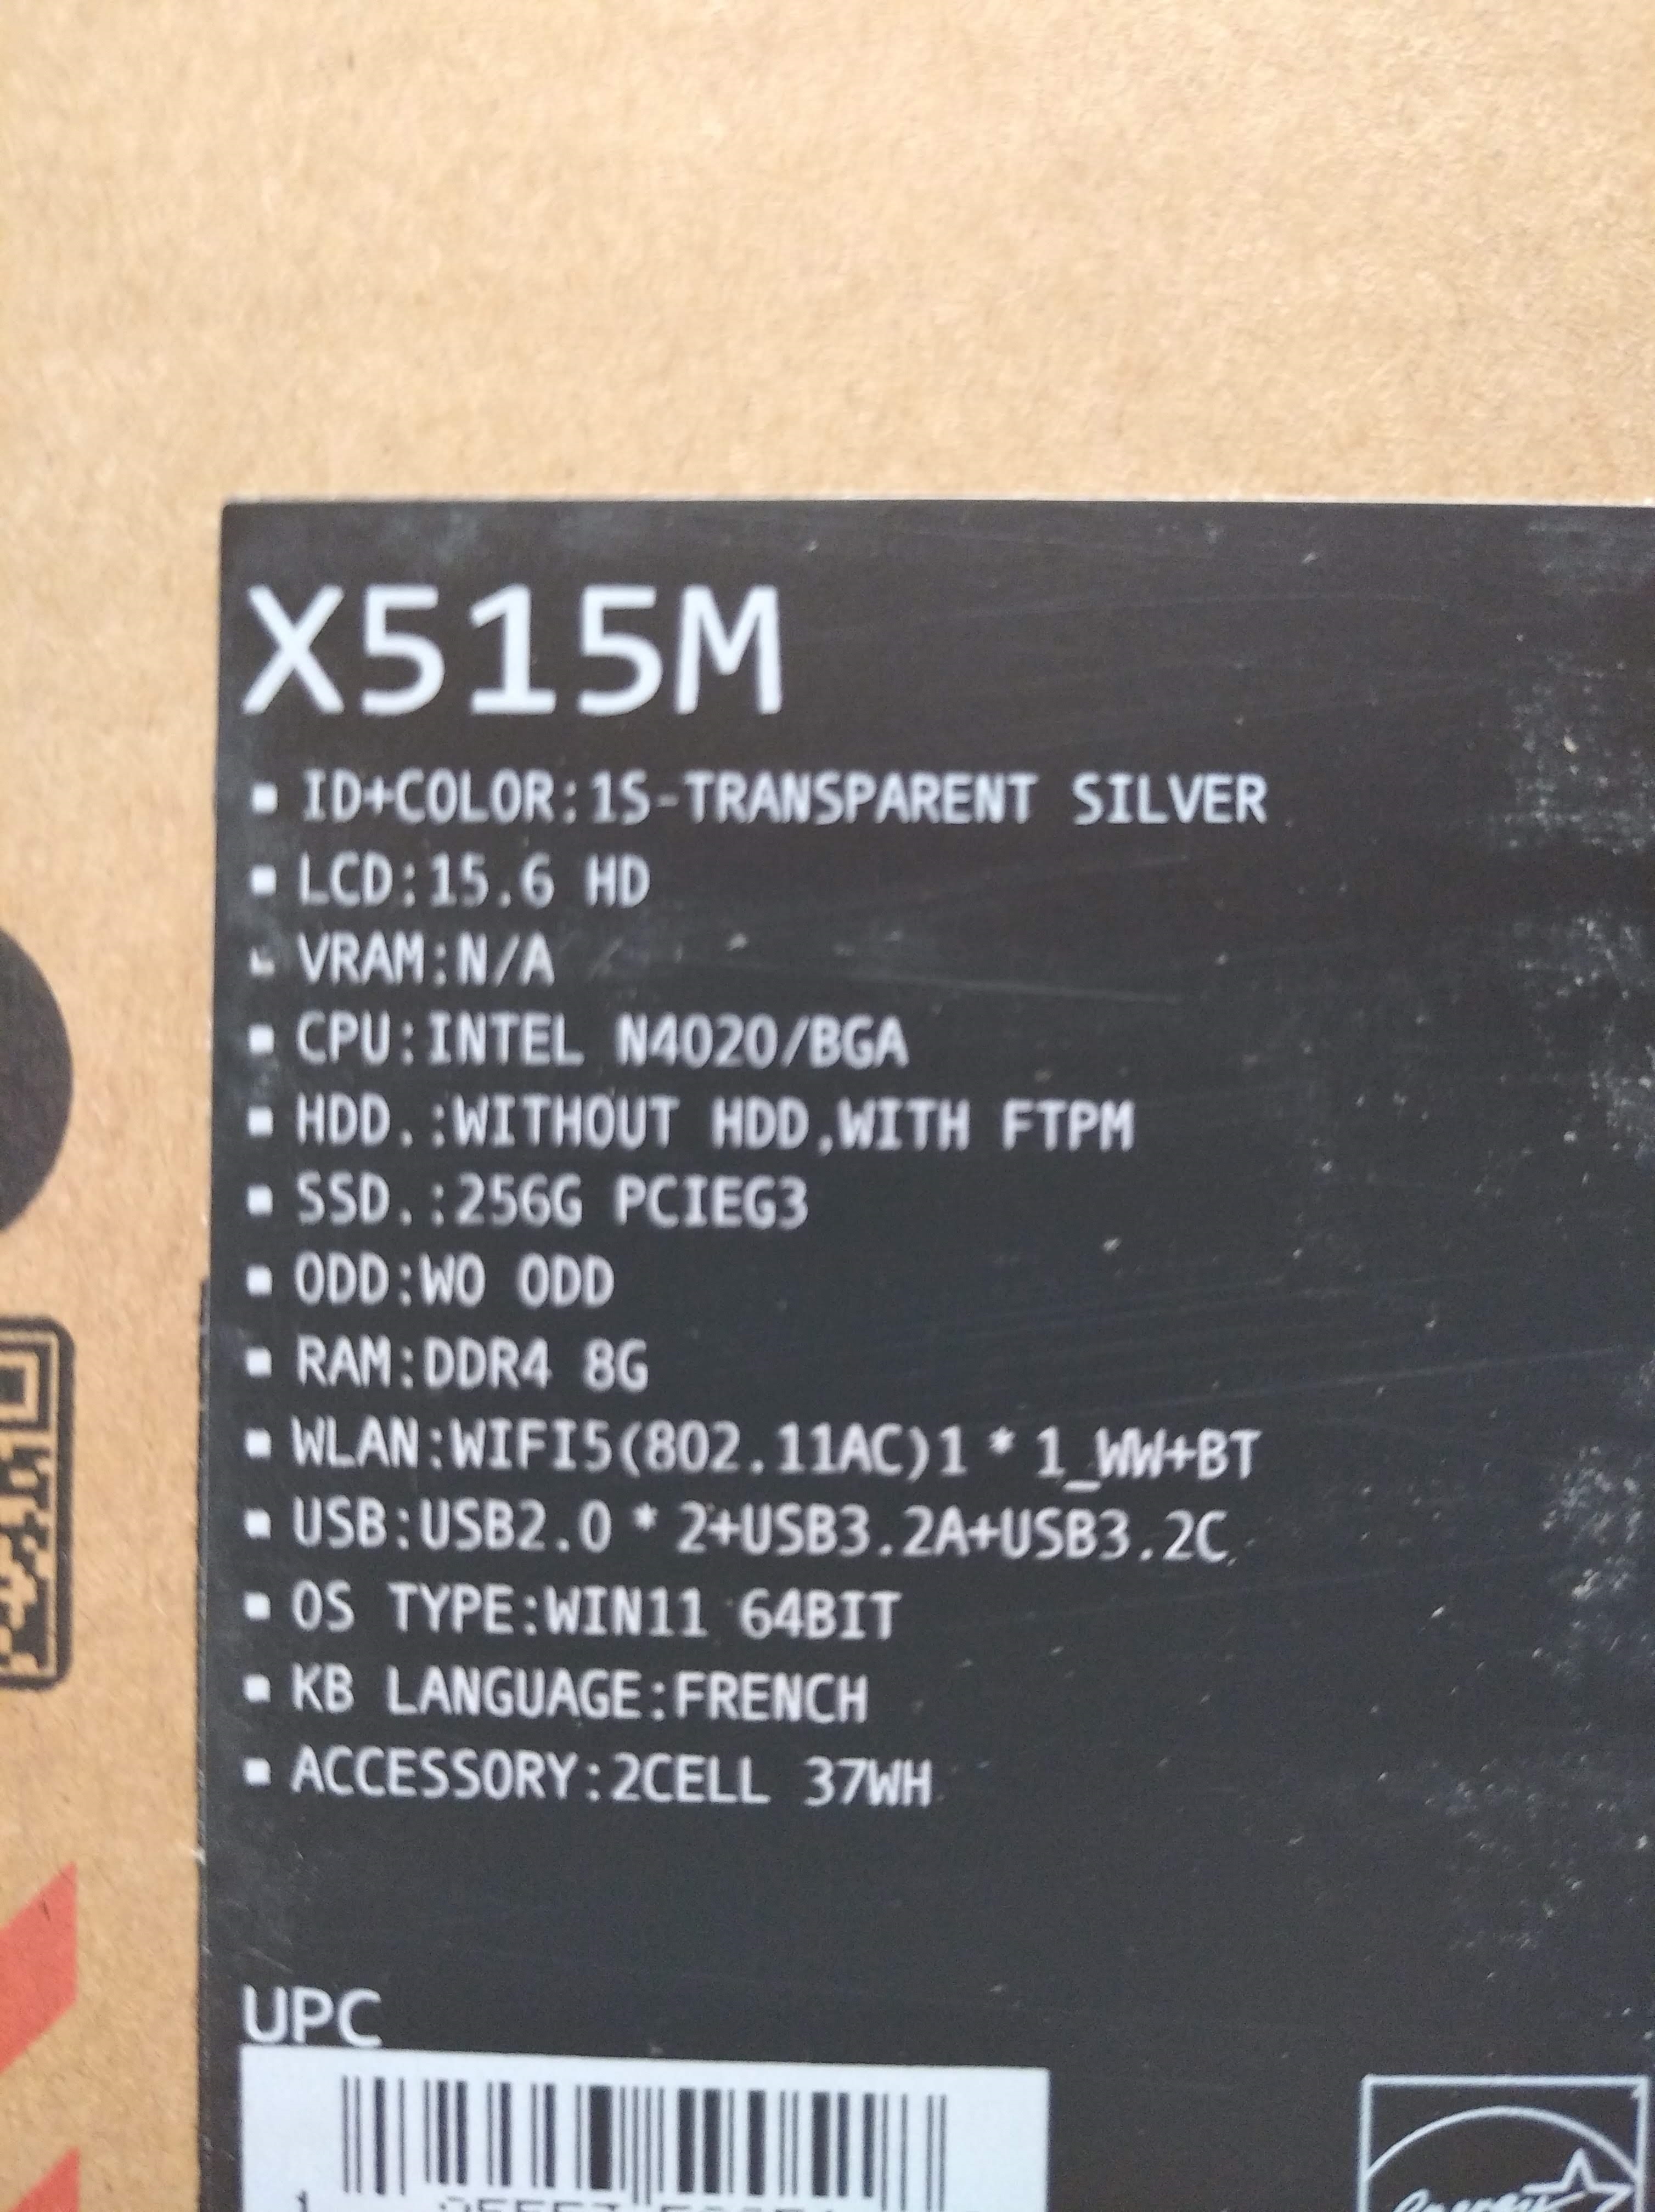 X515M
▪ ID+COLOR:1S-TRANSPARENT SILVER
▪ LCD:15.6 HD
▪ VRAM:N/A
▪ CPU:INTEL N4020/BGA
▪ HDD.:WITHOUT HDD,WITH FTPM
▪ SSD.:256G PCIEG3
▪ ODD:WO ODD
▪ RAM:DDR4 8G
▪ WLAN:WIFI5(802.11AC)1*1_WW+BT
▪ USB:USB2.0*2+USB3.2A+USB3.2C
▪ OS TYPE:WIN11 64BIT
▪ KB LANGUAGE:FRENCH
▪ ACCESSORY:2CELL 37WH
UPC